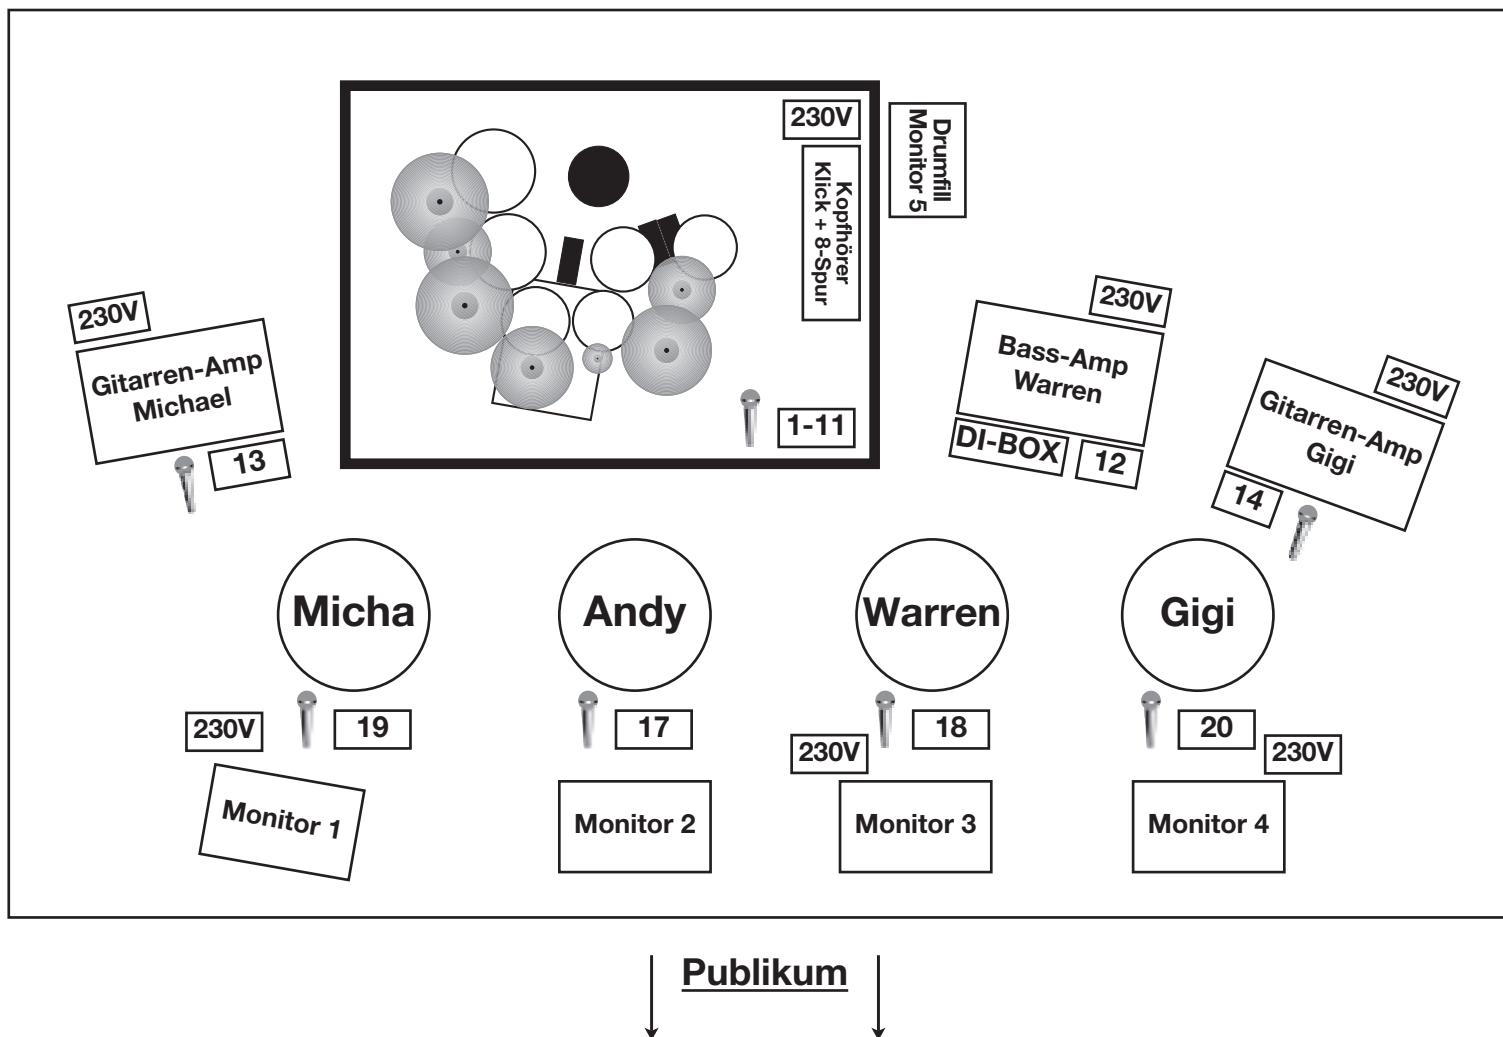 230V
Drumfill
Monitor 5
Kopfhörer
Klick + 8-Spur
230V
Gitarren-Amp
Michael
13
1-11
230V
Bass-Amp
Warren
DI-BOX
12
230V
Gitarren-Amp
Gigi
14
Micha
Andy
Warren
Gigi
230V
19
17
230V
18
20
230V
Monitor 1
Monitor 2
Monitor 3
Monitor 4
Publikum